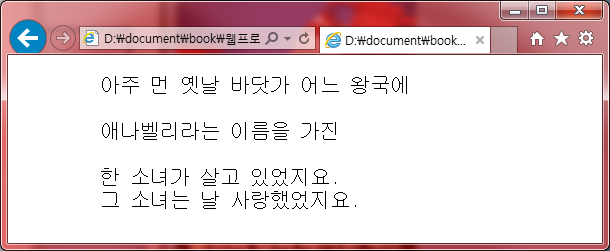 D:\document\book\웹프로
D:\document\book...
아주 먼 옛날 바닷가 어느 왕국에
애나벨리라는 이름을 가진
한 소녀가 살고 있었지요.
그 소녀는 날 사랑했었지요.